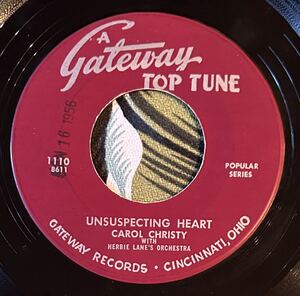 A
Gateway
TOP TUNE
16 1956
1110
8611
POPULAR
SERIES
UNSUSPECTING HEART
CAROL CHRISTY
WITH
HERBIE LANE'S ORCHESTRA
GATEWAY RECORDS • CINCINNATI, OHIO